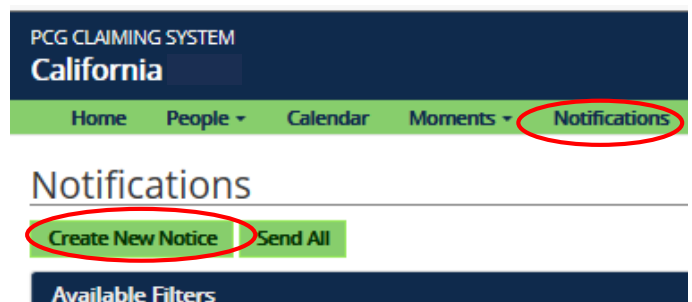 PCG CLAIMING SYSTEM
California
Home People Calendar Moments Notifications
Notifications
Create New Notice Send All
Available Filters